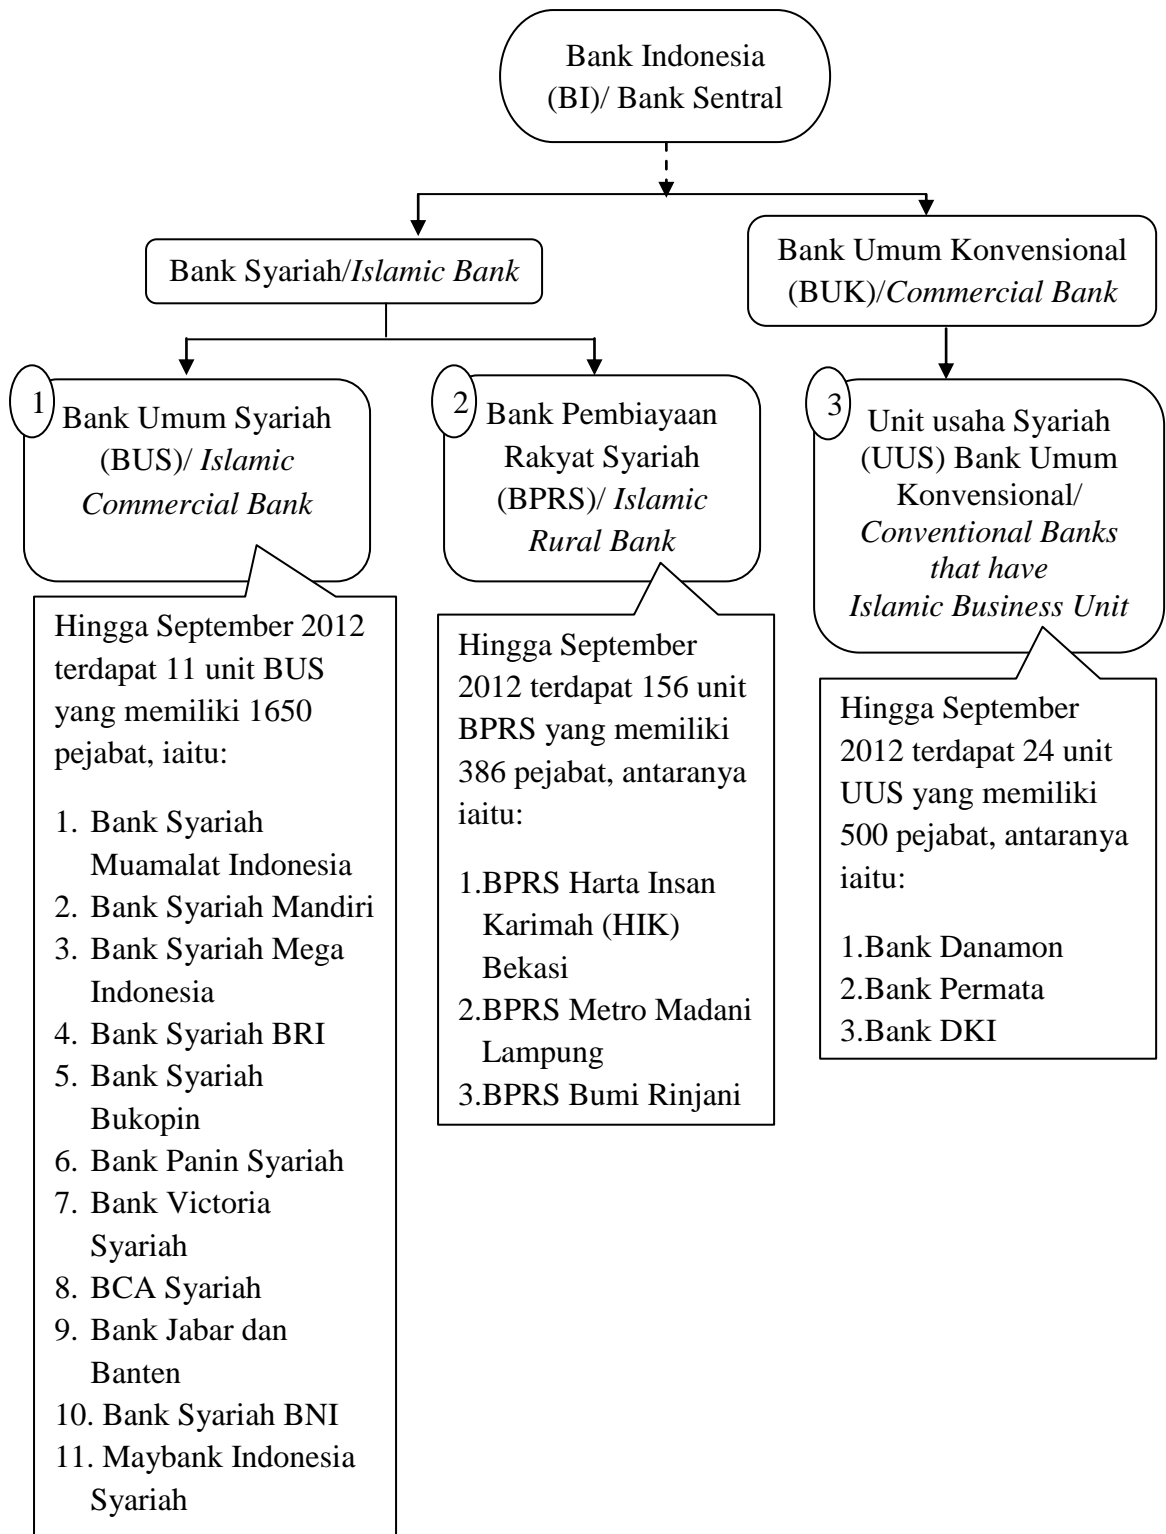 Bank Indonesia
(BI)/ Bank Sentral
Bank Syariah/Islamic Bank
Bank Umum Konvensional
(BUK)/Commercial Bank
1
Bank Umum Syariah
(BUS)/ Islamic
Commercial Bank
2
Bank Pembiayaan
Rakyat Syariah
(BPRS)/ Islamic
Rural Bank
3
Unit usaha Syariah
(UUS) Bank Umum
Konvensional/
Conventional Banks
that have
Islamic Business Unit
Hingga September 2012
terdapat 11 unit BUS
yang memiliki 1650
pejabat, iaitu:
1. Bank Syariah
Muamalat Indonesia
2. Bank Syariah Mandiri
3. Bank Syariah Mega
Indonesia
4. Bank Syariah BRI
5. Bank Syariah
Bukopin
6. Bank Panin Syariah
7. Bank Victoria
Syariah
8. BCA Syariah
9. Bank Jabar dan
Banten
10. Bank Syariah BNI
11. Maybank Indonesia
Syariah
Hingga September
2012 terdapat 156 unit
BPRS yang memiliki
386 pejabat, antaranya
iaitu:
1.BPRS Harta Insan
Karimah (HIK)
Bekasi
2.BPRS Metro Madani
Lampung
3.BPRS Bumi Rinjani
Hingga September
2012 terdapat 24 unit
UUS yang memiliki
500 pejabat, antaranya
iaitu:
1.Bank Danamon
2.Bank Permata
3.Bank DKI